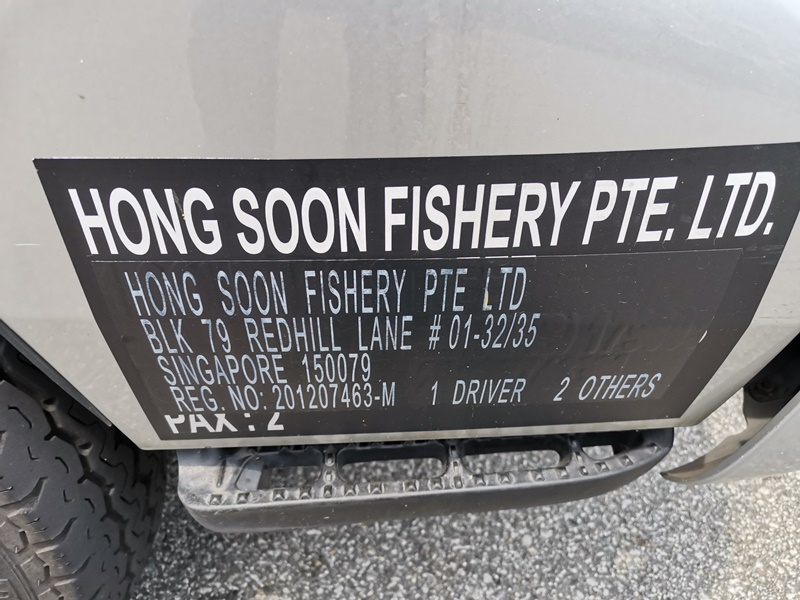 HONG SOON FISHERY PTE. LTD.
HONG SOON FISHERY PTE LTD
BLK 79 REDHILL LANE # 01-32/35
SINGAPORE 150079
REG. NO: 201207463-M 1 DRIVER 2 OTHERS
PAX : 2